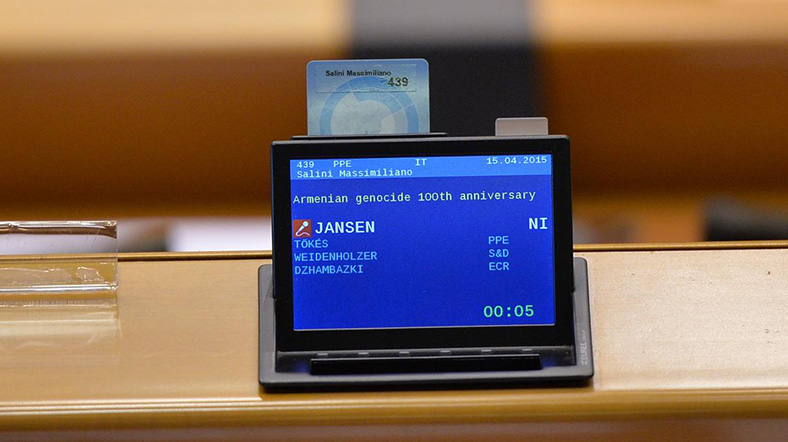 Salini Massimiliano
439
439 PPE IT 15.04.2015
Salini Massimiliano
Armenian genocide 100th anniversary
JANSEN NI
TŐKÉS PPE
WEIDENHOLZER S&D
DZHAMBAZKI ECR
00:05